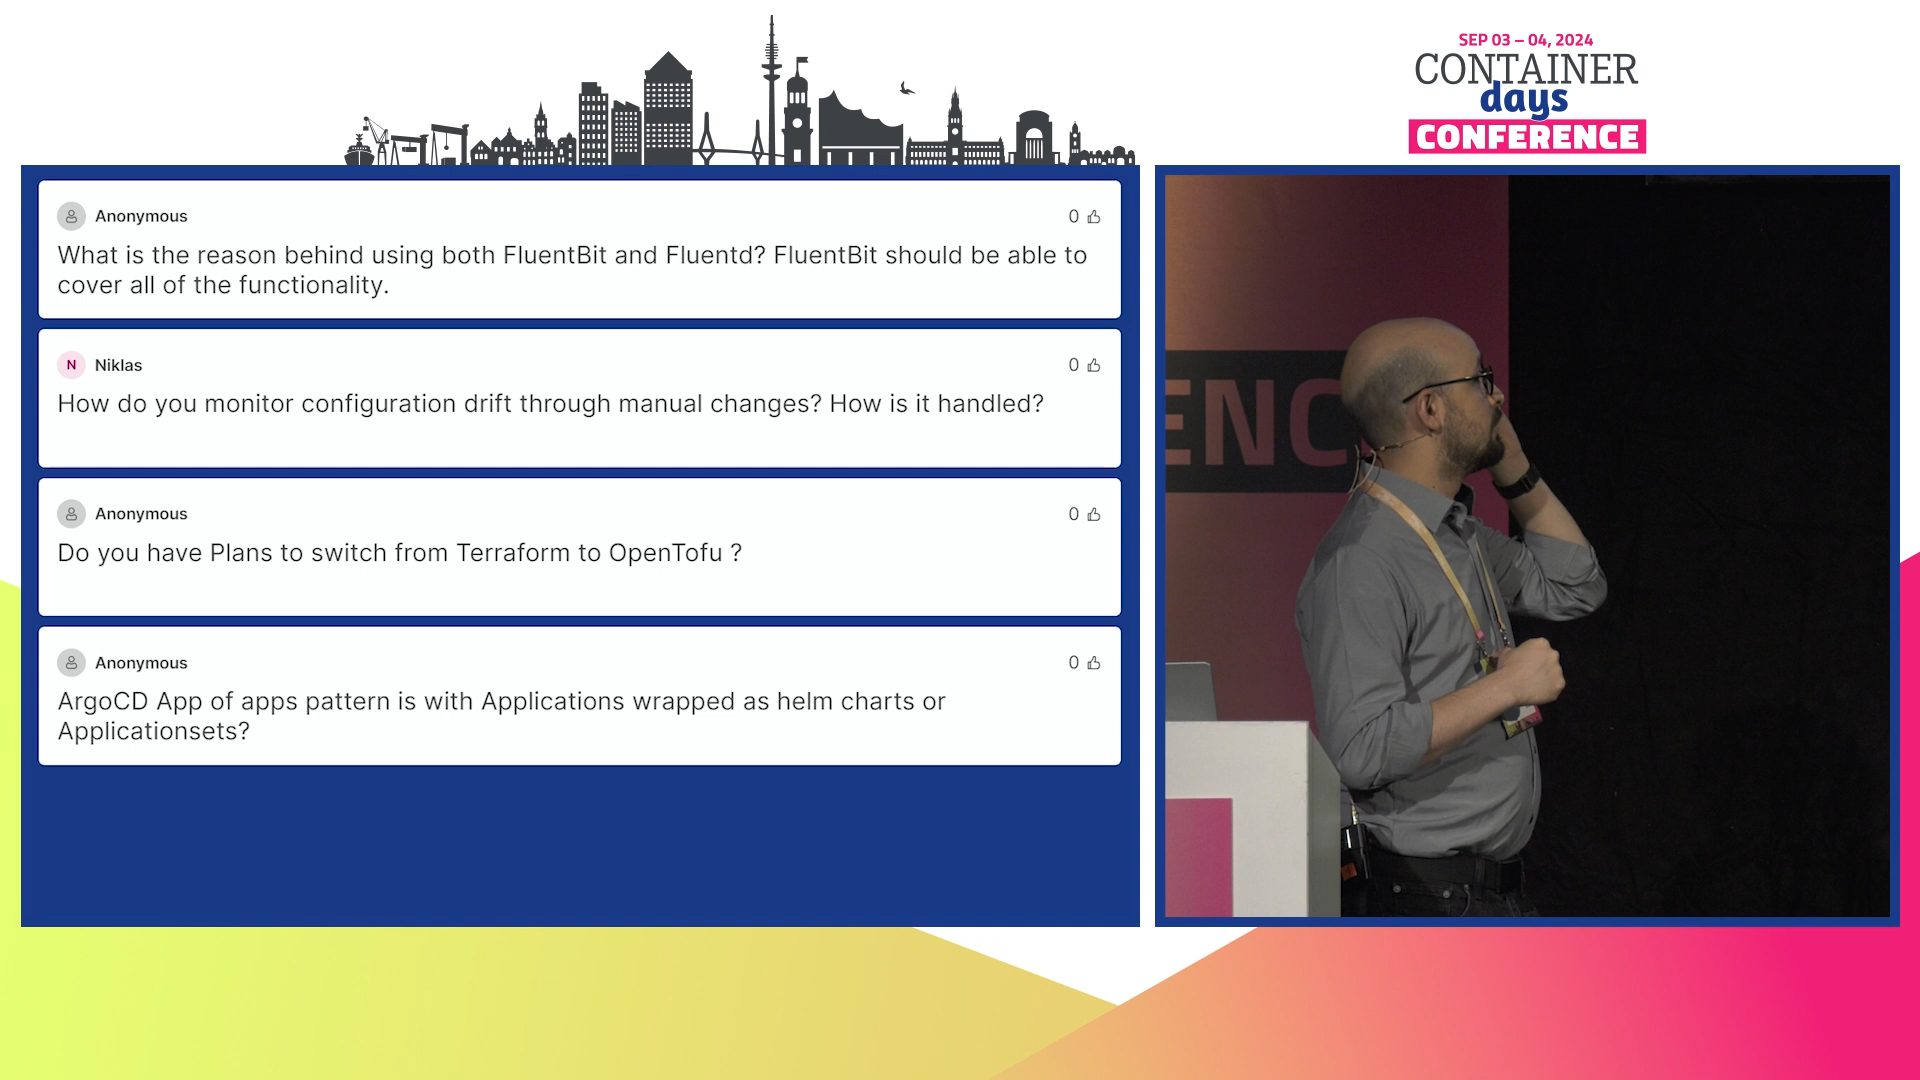 SEP 03 – 04, 2024
CONTAINER
days
CONFERENCE
Anonymous
0
What is the reason behind using both FluentBit and Fluentd? FluentBit should be able to
cover all of the functionality.
N Niklas
0
How do you monitor configuration drift through manual changes? How is it handled?
Anonymous
0
Do you have Plans to switch from Terraform to OpenTofu ?
Anonymous
0
ArgoCD App of apps pattern is with Applications wrapped as helm charts or
Applicationsets?
ENC